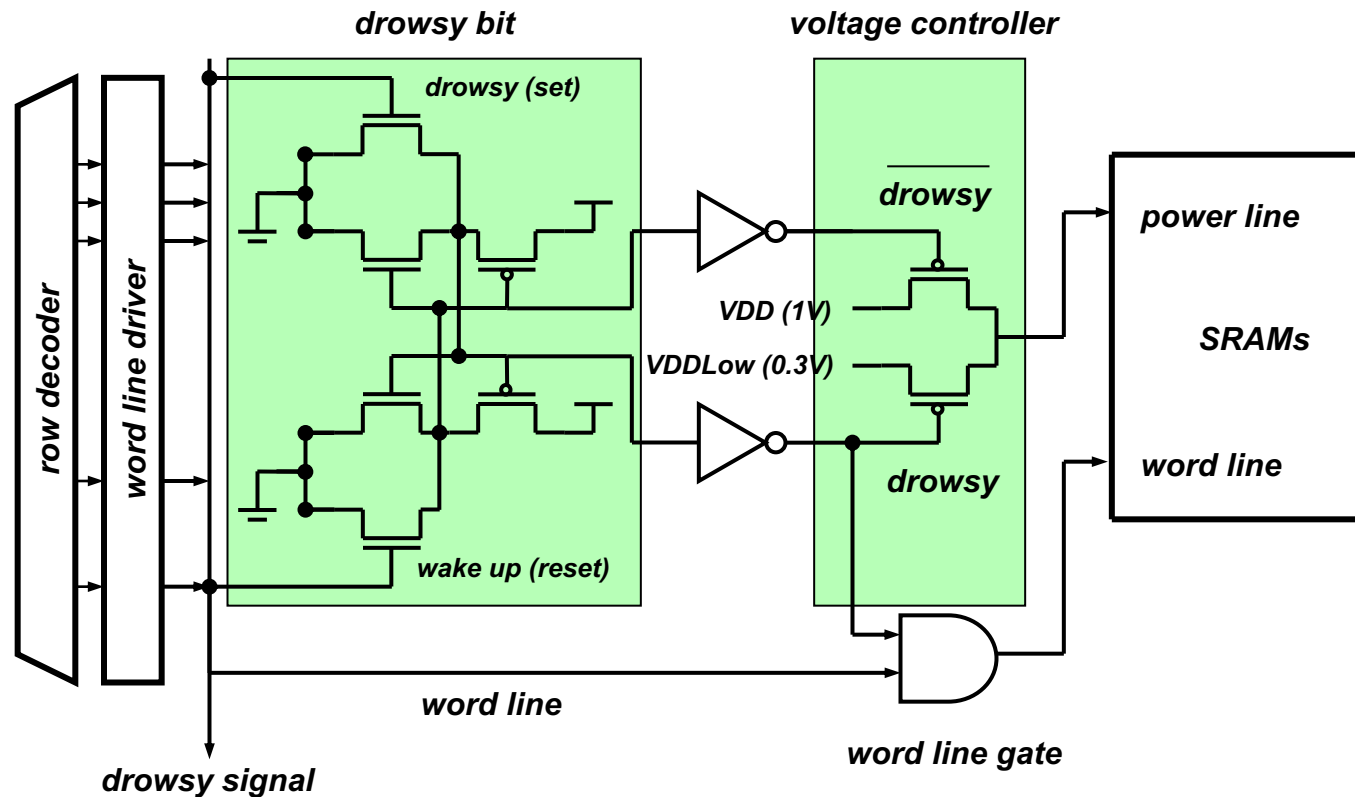 drowsy bit
voltage controller
drowsy (set)
drowsy
power line
VDD (1V)
SRAMs
VDDLow (0.3V)
row decoder
word line driver
word line
drowsy
wake up (reset)
word line
word line gate
drowsy signal